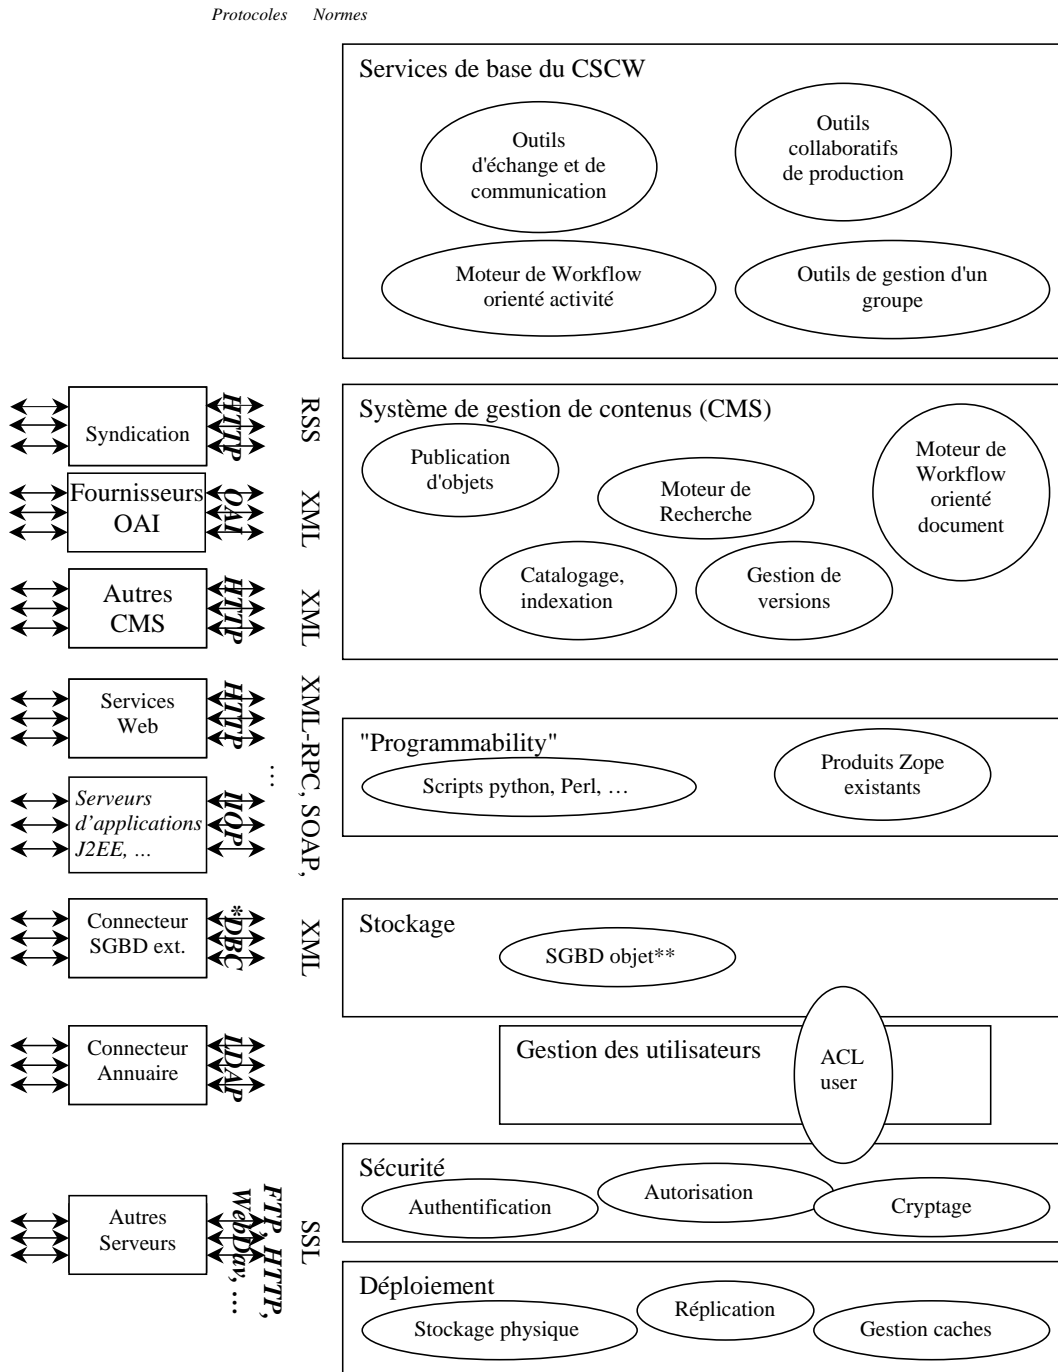 Protocoles Normes
Services de base du CSCW
Outils
d'échange et de
communication
Outils
collaboratifs
de production
Moteur de Workflow
orienté activité
Outils de gestion d'un
groupe
Syndication
HTTP
RSS
Système de gestion de contenus (CMS)
Publication
d'objets
Moteur de
Recherche
Moteur de
Workflow
orienté
document
Catalogage,
indexation
Gestion de
versions
Fournisseurs
OAI
OAI
XML
Autres
CMS
HTTP
XML
Services
Web
HTTP
XML-RPC, SOAP,
…
"Programmability"
Scripts python, Perl, …
Produits Zope
existants
Serveurs
d’applications
J2EE, …
IIOP
Connecteur
SGBD ext.
*DBC
XML
Stockage
SGBD objet**
Connecteur
Annuaire
LDAP
Gestion des utilisateurs
ACL
user
Sécurité
Authentification
Autorisation
Cryptage
Autres
Serveurs
FTP, HTTP,
WebDav, …
SSL
Déploiement
Stockage physique
Réplication
Gestion caches